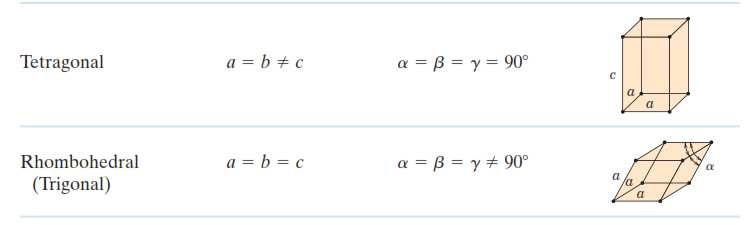 Tetragonal a = b ≠ c α = β = γ = 90°
c
a
a
Rhombohedral a = b = c α = β = γ ≠ 90°
(Trigonal)
α
a
a
a